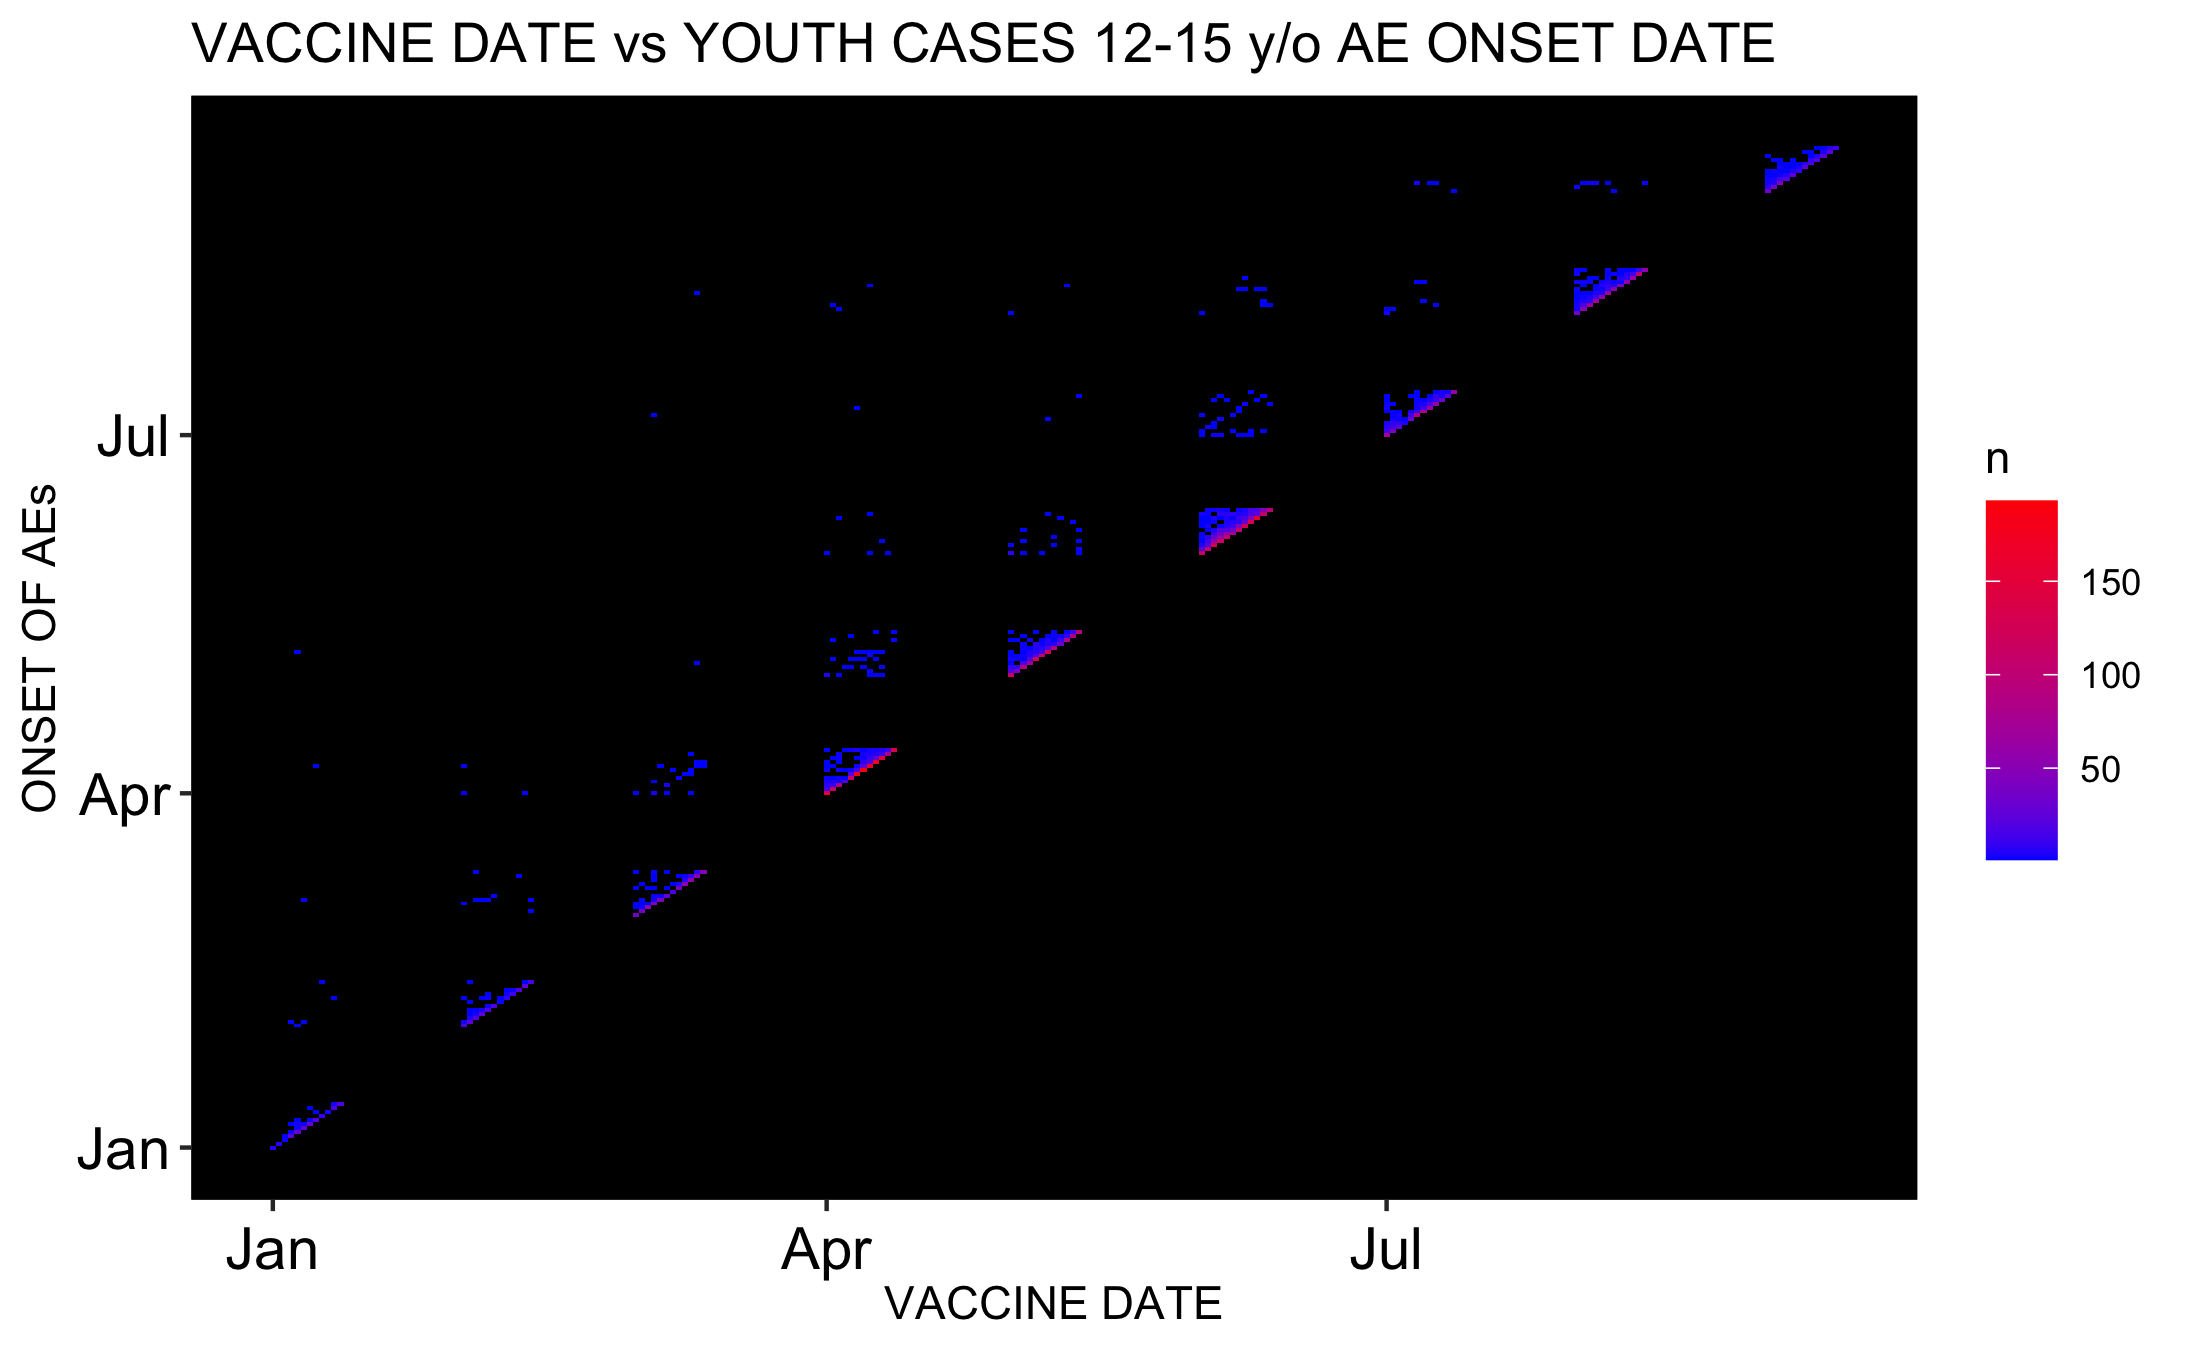 VACCINE DATE vs YOUTH CASES 12-15 y/o AE ONSET DATE
ONSET OF AEs
Jul
Apr
Jan
Jan Apr Jul
VACCINE DATE
n
150
100
50